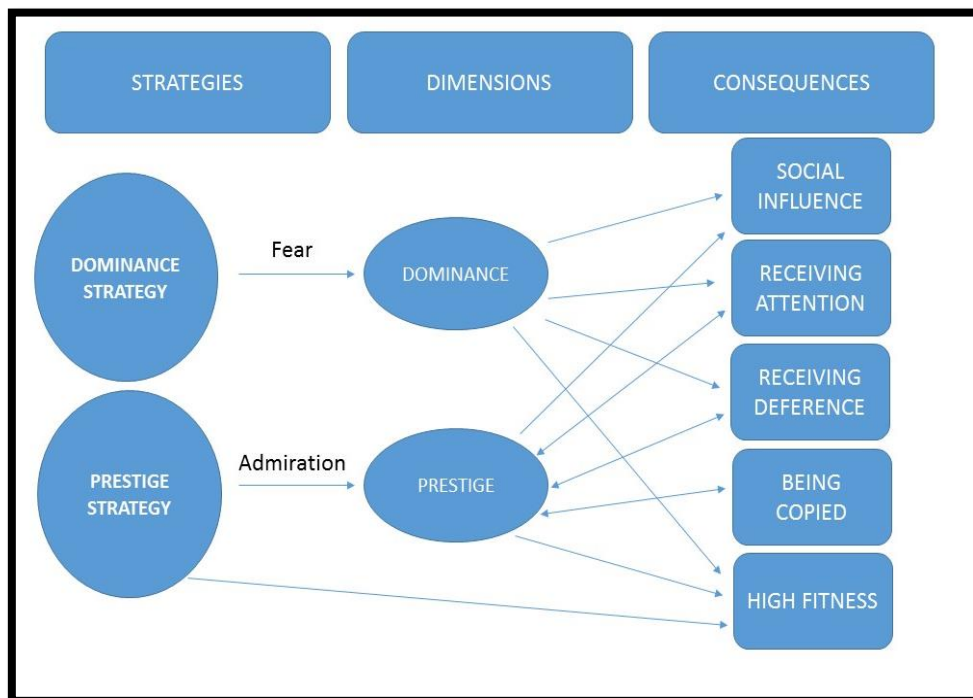 STRATEGIES
DIMENSIONS
CONSEQUENCES
DOMINANCE
STRATEGY
Fear
DOMINANCE
SOCIAL
INFLUENCE
RECEIVING
ATTENTION
RECEIVING
DEFERENCE
PRESTIGE
STRATEGY
Admiration
PRESTIGE
BEING
COPIED
HIGH FITNESS